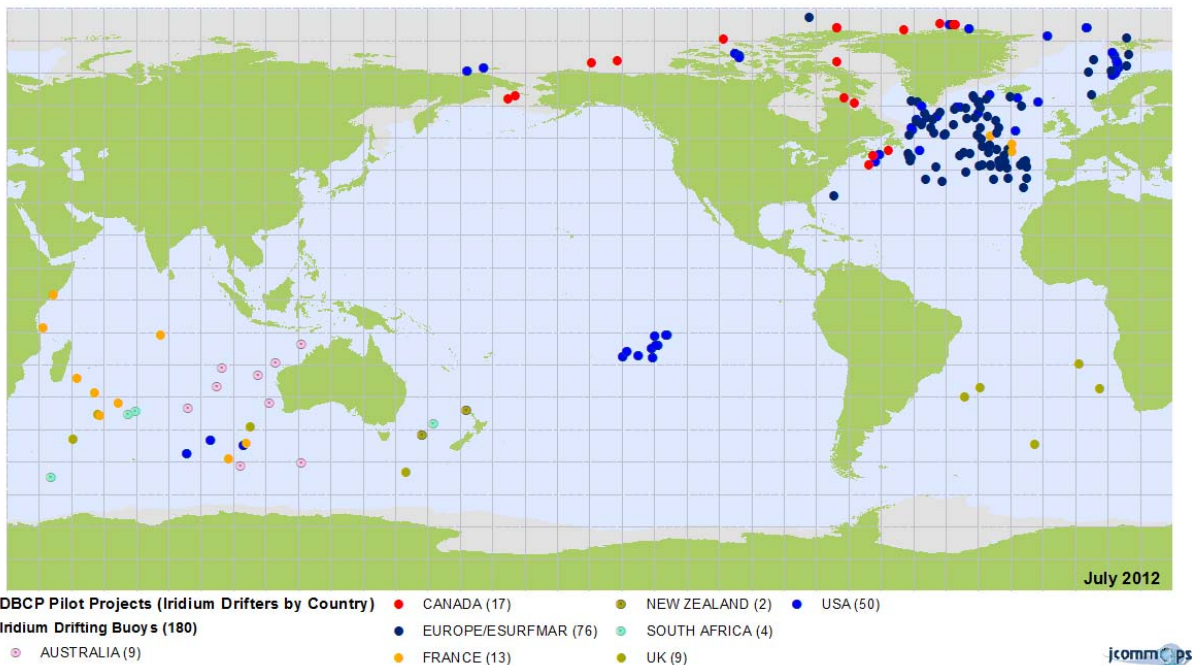 July 2012
DBCP Pilot Projects (Iridium Drifters by Country)
Iridium Drifting Buoys (180)
AUSTRALIA (9)
CANADA (17)
EUROPE/ESURFMAR (76)
FRANCE (13)
NEW ZEALAND (2)
SOUTH AFRICA (4)
UK (9)
USA (50)
jcommops